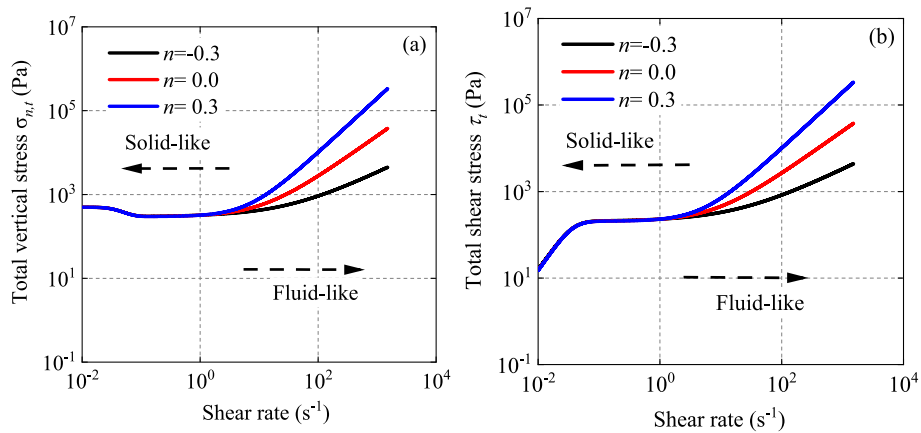 (a)
n=-0.3
n= 0.0
n= 0.3
Solid-like
Fluid-like
Total vertical stress σn,t (Pa)
10^7
10^5
10^3
10^1
10^-1
10^-2
10^0
10^2
10^4
Shear rate (s^-1)
(b)
n=-0.3
n= 0.0
n= 0.3
Solid-like
Fluid-like
Total shear stress τt (Pa)
10^7
10^5
10^3
10^1
10^-1
10^-2
10^0
10^2
10^4
Shear rate (s^-1)